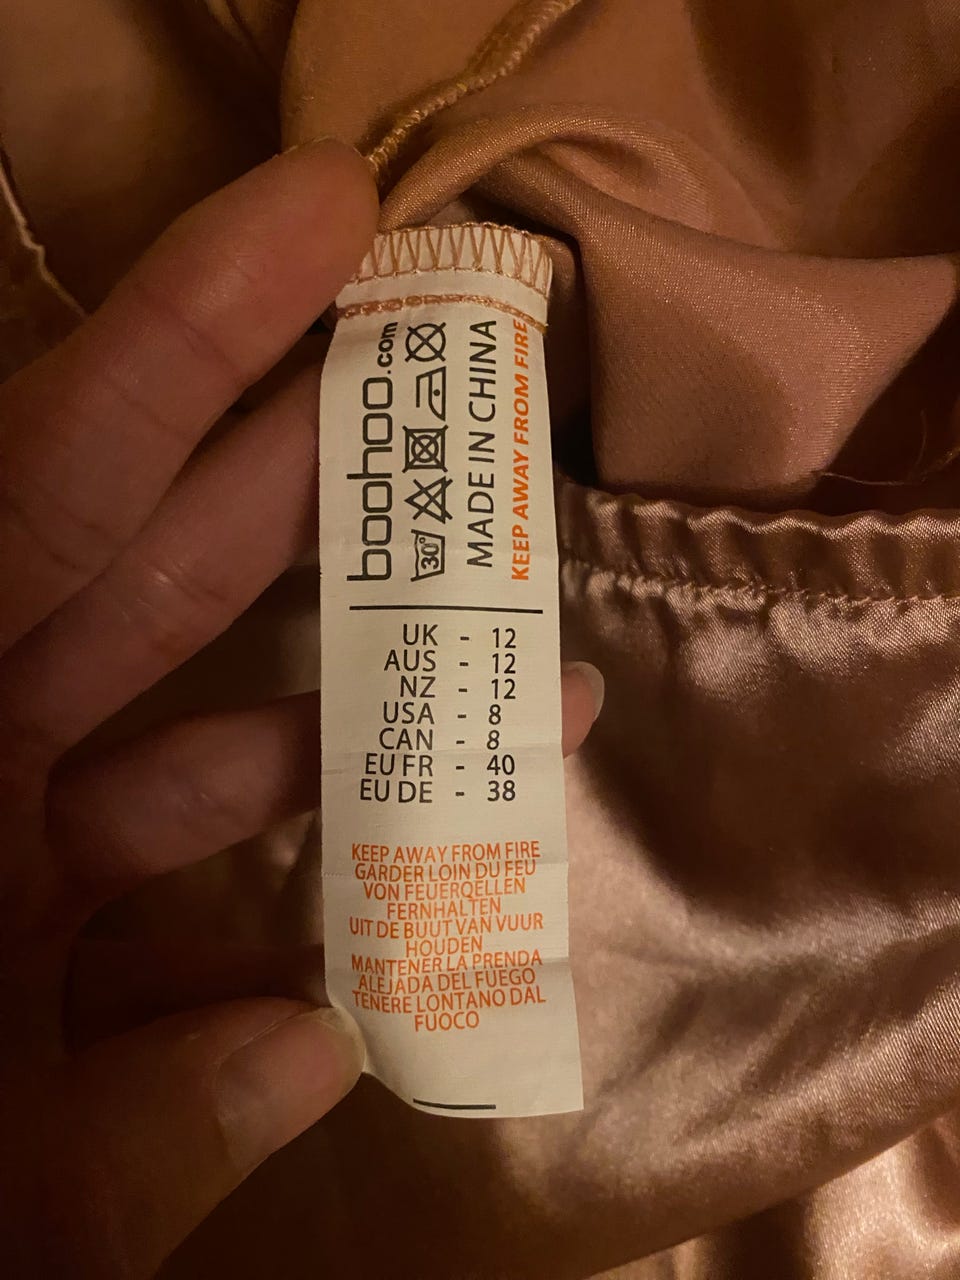 boohoo.com
30°
MADE IN CHINA
KEEP AWAY FROM FIRE
UK - 12
AUS - 12
NZ - 12
USA - 8
CAN - 8
EU FR - 40
EU DE - 38
KEEP AWAY FROM FIRE
GARDER LOIN DU FEU
VON FEUERQELLEN
FERNHALTEN
UIT DE BUUT VAN VUUR
HOUDEN
MANTENER LA PRENDA
ALEJADA DEL FUEGO
TENERE LONTANO DAL
FUOCO